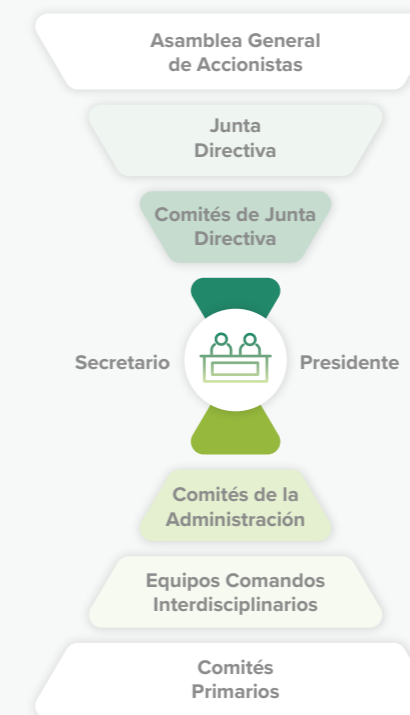 Asamblea General
de Accionistas
Junta
Directiva
Comités de Junta
Directiva
Secretario
Presidente
Comités de la
Administración
Equipos Comandos
Interdisciplinarios
Comités
Primarios